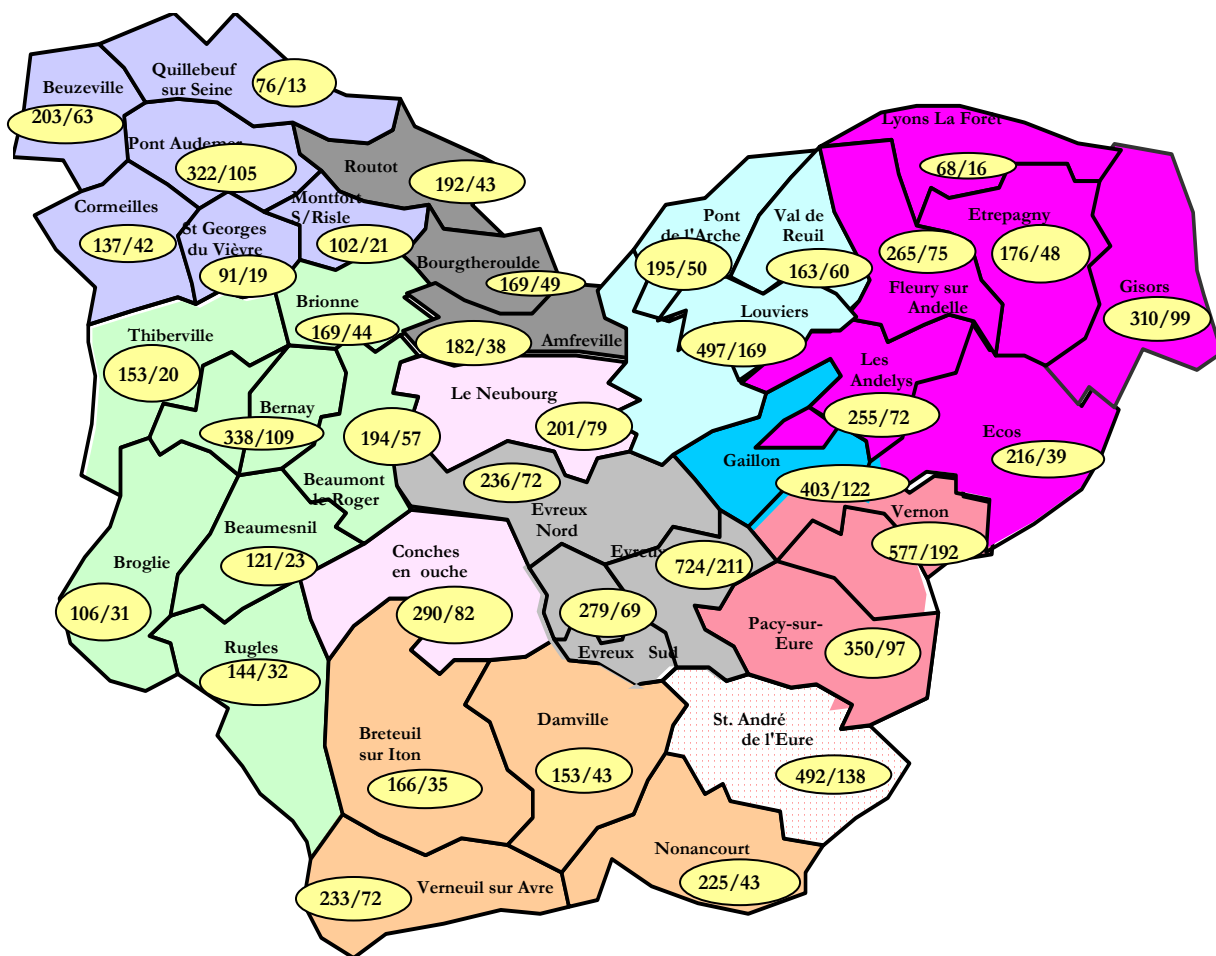 Quillebeuf
sur Seine
76/13
Beuzeville
203/63
Pont Audemer
322/105
Routot
192/43
Cormeilles
137/42
St Georges
du Vièvre
91/19
Montfort
S/Risle
102/21
Bourgtheroulde
169/49
Amfreville
182/38
Brionne
169/44
Thiberville
153/20
Bernay
338/109
194/57
Beaumont
le Roger
Le Neubourg
201/79
Lyons La Foret
68/16
Pont
de l'Arche
195/50
Val de
Reuil
163/60
Louviers
497/169
265/75
Fleury sur
Andelle
Etrepagny
176/48
Gisors
310/99
Les
Andelys
255/72
Ecos
216/39
Gaillon
403/122
Vernon
577/192
236/72
Evreux
Nord
Evreux
724/211
279/69
Evreux Sud
Beaumesnil
121/23
Broglie
106/31
Conches
en ouche
290/82
Rugles
144/32
Pacy-sur-
Eure
350/97
Breteuil
sur Iton
166/35
Damville
153/43
St. André
de l'Eure
492/138
Nonancourt
225/43
Verneuil sur Avre
233/72